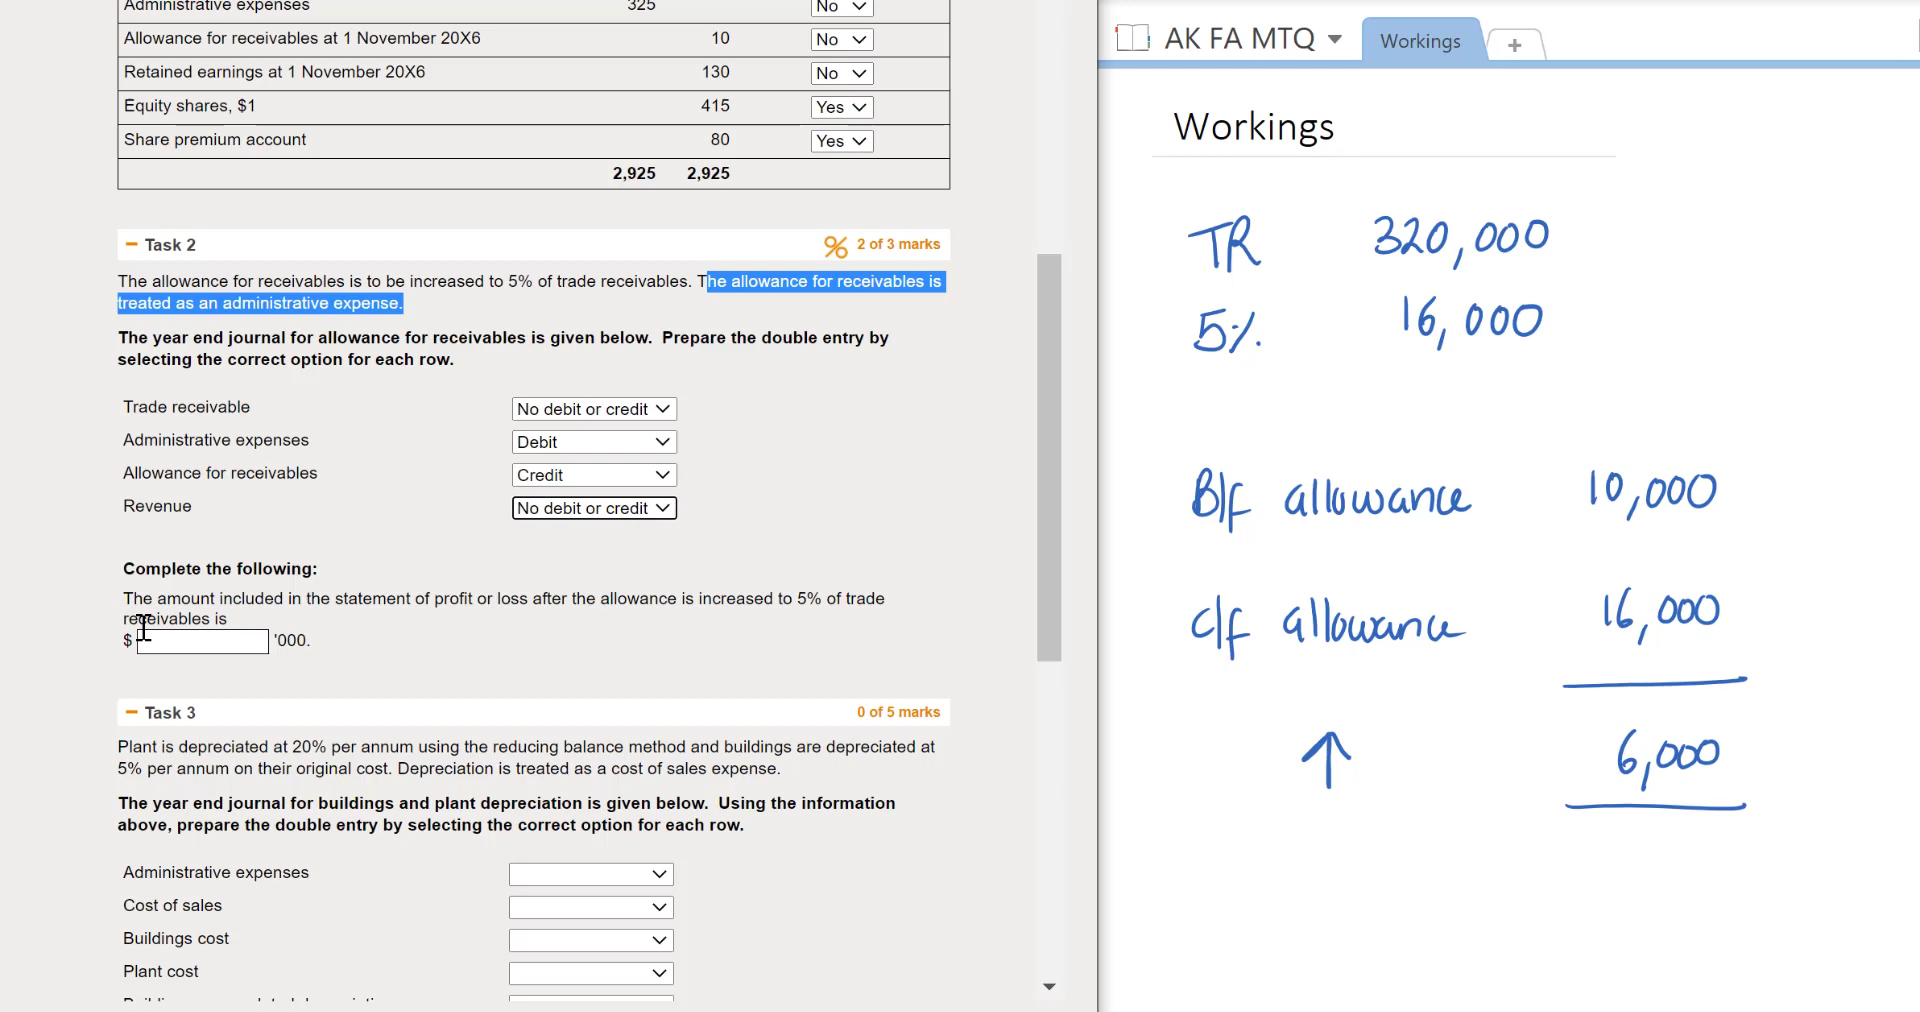 Administrative expenses 325 No
Allowance for receivables at 1 November 20X6 10 No
Retained earnings at 1 November 20X6 130 No
Equity shares, $1 415 Yes
Share premium account 80 Yes
2,925 2,925
Task 2 2 of 3 marks
The allowance for receivables is to be increased to 5% of trade receivables. The allowance for receivables is
treated as an administrative expense.
The year end journal for allowance for receivables is given below. Prepare the double entry by
selecting the correct option for each row.
Trade receivable No debit or credit
Administrative expenses Debit
Allowance for receivables Credit
Revenue No debit or credit
Complete the following:
The amount included in the statement of profit or loss after the allowance is increased to 5% of trade
receivables is
$ '000.
Task 3 0 of 5 marks
Plant is depreciated at 20% per annum using the reducing balance method and buildings are depreciated at
5% per annum on their original cost. Depreciation is treated as a cost of sales expense.
The year end journal for buildings and plant depreciation is given below. Using the information
above, prepare the double entry by selecting the correct option for each row.
Administrative expenses
Cost of sales
Buildings cost
Plant cost
AK FA MTQ Workings +
Workings
TR 320,000
5% 16,000
B/f allowance 10,000
C/f allowance 16,000
↑ 6,000